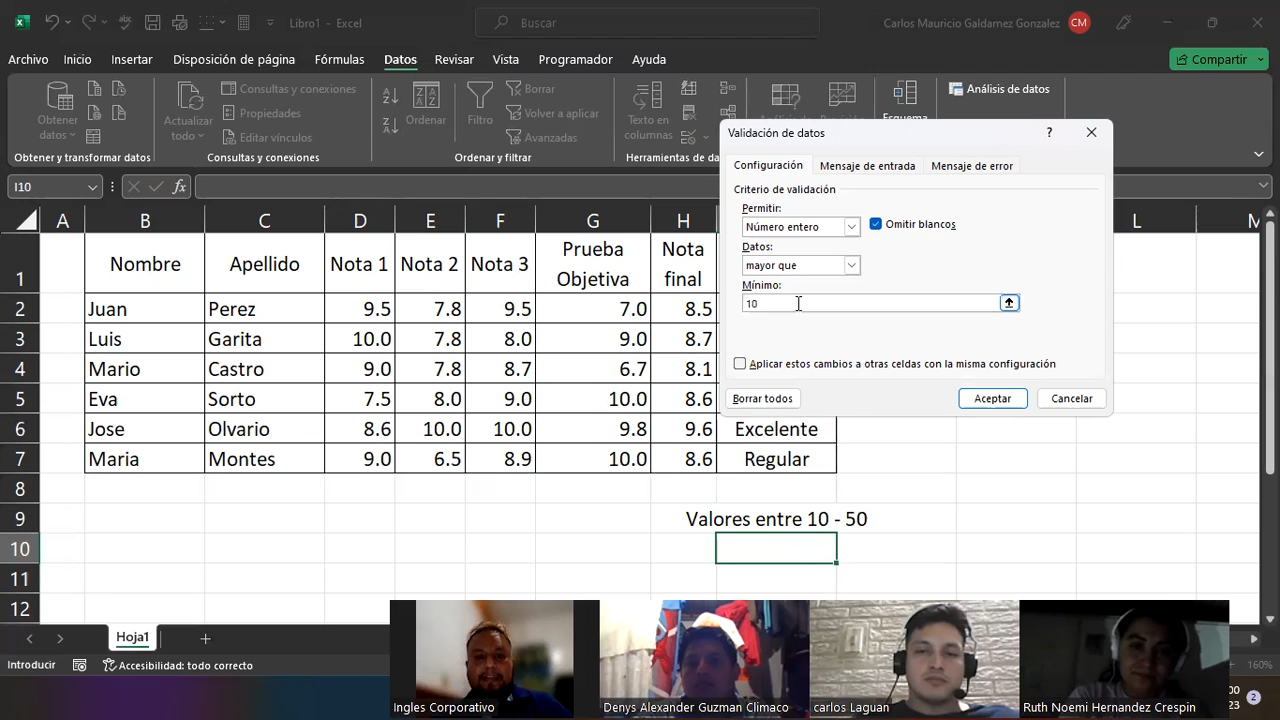 Libro1 - Excel
Buscar
Carlos Mauricio Galdamez Gonzalez
CM
Archivo
Inicio
Insertar
Disposición de página
Fórmulas
Datos
Revisar
Vista
Programador
Ayuda
Compartir
Obtener datos
Obtener y transformar datos
Actualizar todo
Consultas y conexiones
Propiedades
Editar vínculos
Consultas y conexiones
Ordenar
Filtro
Borrar
Volver a aplicar
Avanzadas
Ordenar y filtrar
Texto en columnas
Herramientas de da
Esquema
Análisis de datos
I10
Validación de datos
?
Configuración
Mensaje de entrada
Mensaje de error
Criterio de validación
Permitir:
Número entero
Omitir blancos
Datos:
mayor que
Mínimo:
10
Aplicar estos cambios a otras celdas con la misma configuración
Borrar todos
Aceptar
Cancelar
A B C D E F G H L M
1 Nombre Apellido Nota 1 Nota 2 Nota 3 Prueba Objetiva Nota final
2 Juan Perez 9.5 7.8 9.5 7.0 8.5
3 Luis Garita 10.0 7.8 8.0 9.0 8.7
4 Mario Castro 9.0 7.8 8.7 6.7 8.1
5 Eva Sorto 7.5 8.0 9.0 10.0 8.6
6 Jose Olvario 8.6 10.0 10.0 9.8 9.6 Excelente
7 Maria Montes 9.0 6.5 8.9 10.0 8.6 Regular
8
9 Valores entre 10 - 50
10
11
12
Hoja1
Introducir
Accesibilidad: todo correcto
160%
:00
2
Ingles Corporativo
Denys Alexander Guzman Climaco
carlos Laguan
Ruth Noemi Hernandez Crespin